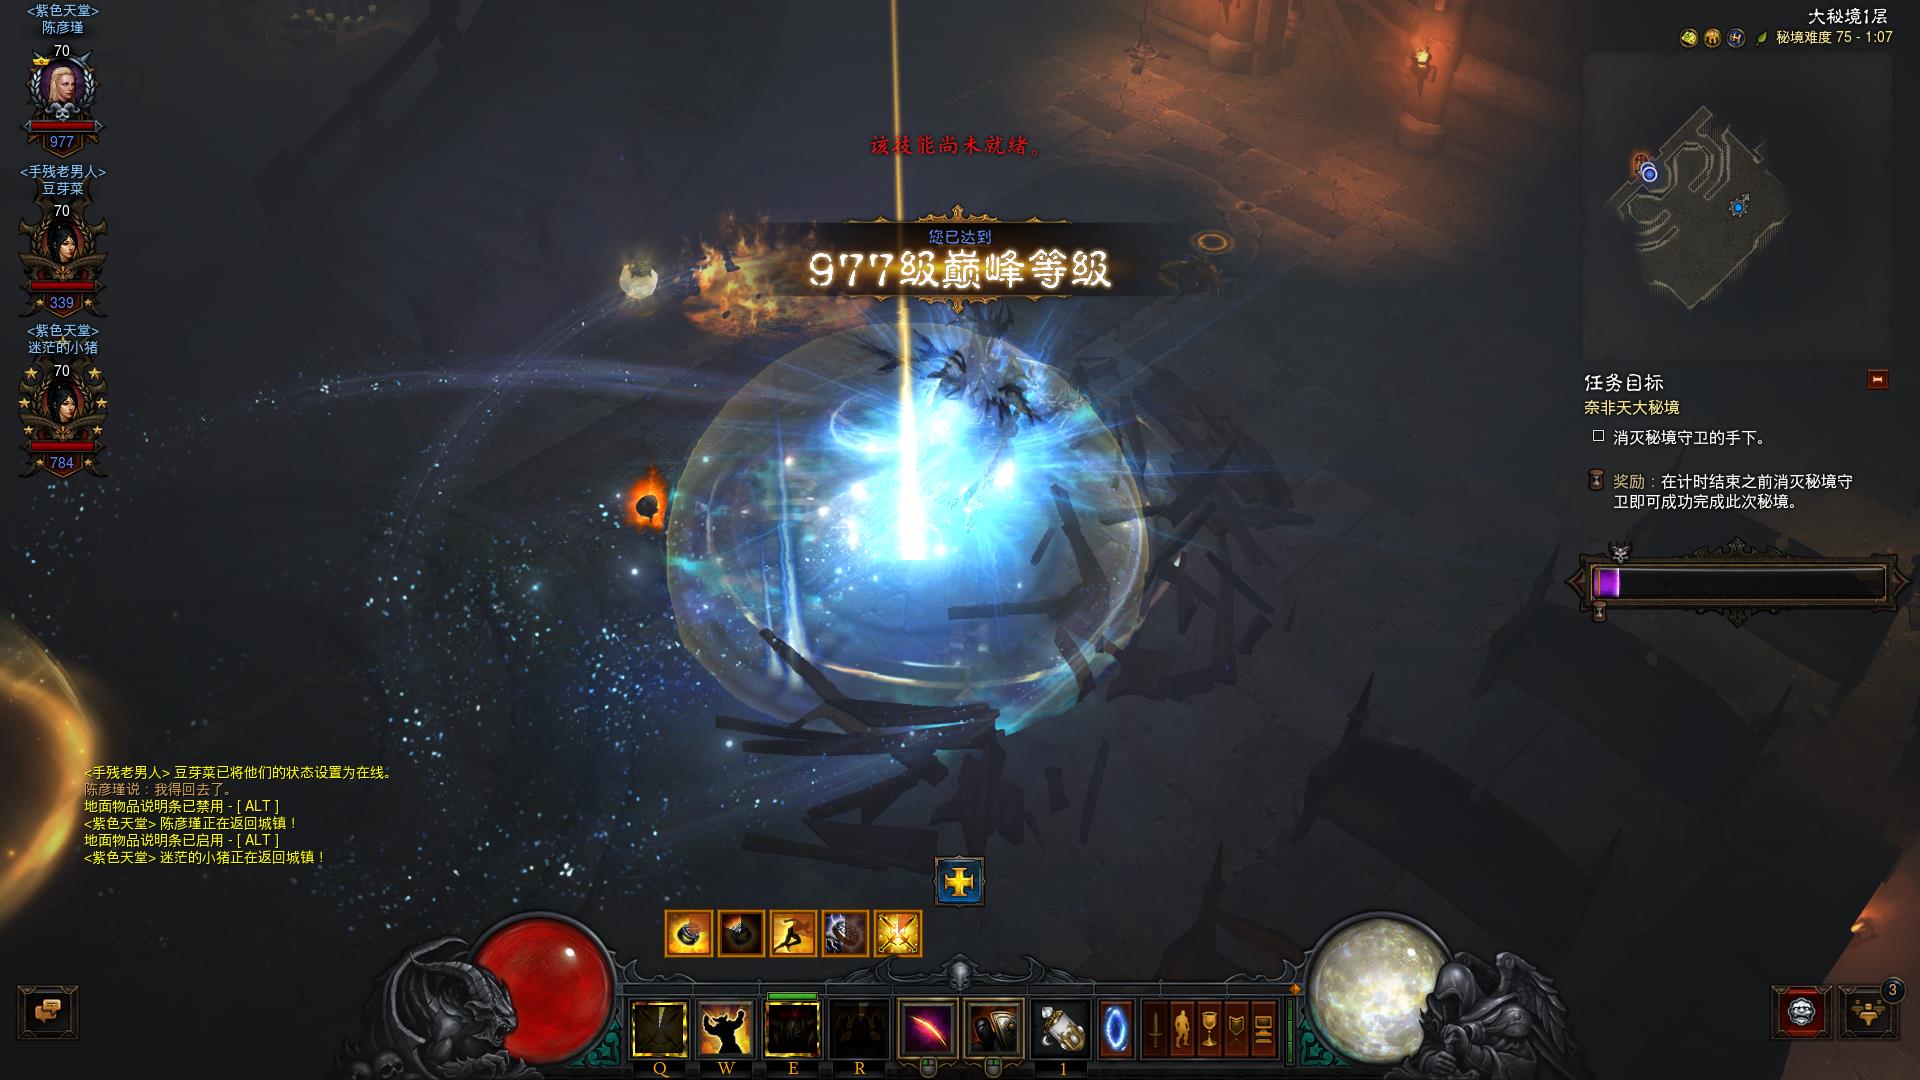 <紫色天堂>
陈彦瑾
70
977
<手残老男人>
豆芽菜
70
339
<紫色天堂>
迷茫的小猪
70
784
该技能尚未就绪。
您已达到
977级巅峰等级
大秘境1层
秘境难度 75 - 1:07
任务目标
奈非天大秘境
消灭秘境守卫的手下。
奖励：在计时结束之前消灭秘境守
卫即可成功完成此次秘境。
<手残老男人> 豆芽菜已将他们的状态设置为在线。
陈彦瑾说：我得回去了。
地面物品说明条已禁用 - [ ALT ]
<紫色天堂> 陈彦瑾正在返回城镇！
地面物品说明条已启用 - [ ALT ]
<紫色天堂> 迷茫的小猪正在返回城镇！
Q W E R 1
3